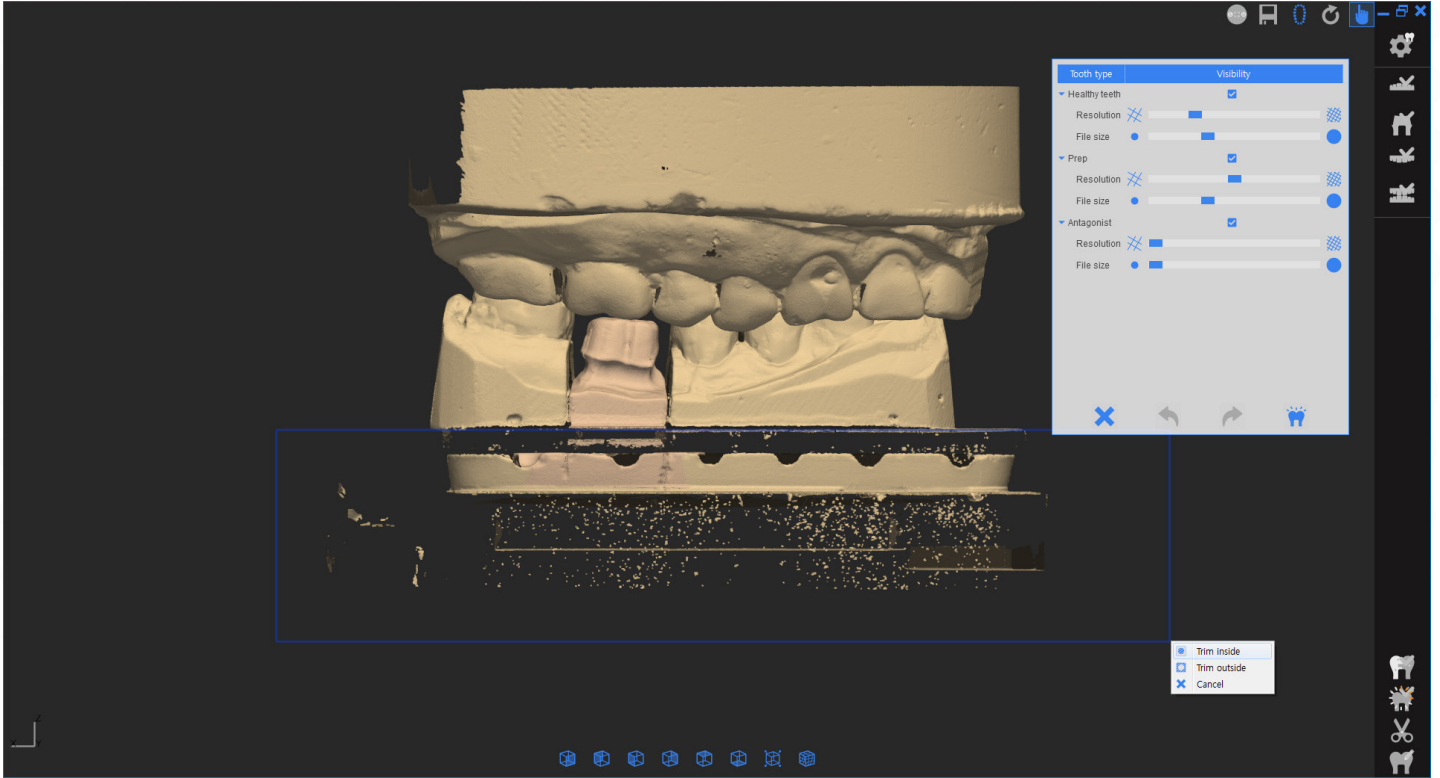 Tooth type Visibility
Healthy teeth
Resolution
File size
Prep
Resolution
File size
Antagonist
Resolution
File size
Trim inside
Trim outside
Cancel
Z